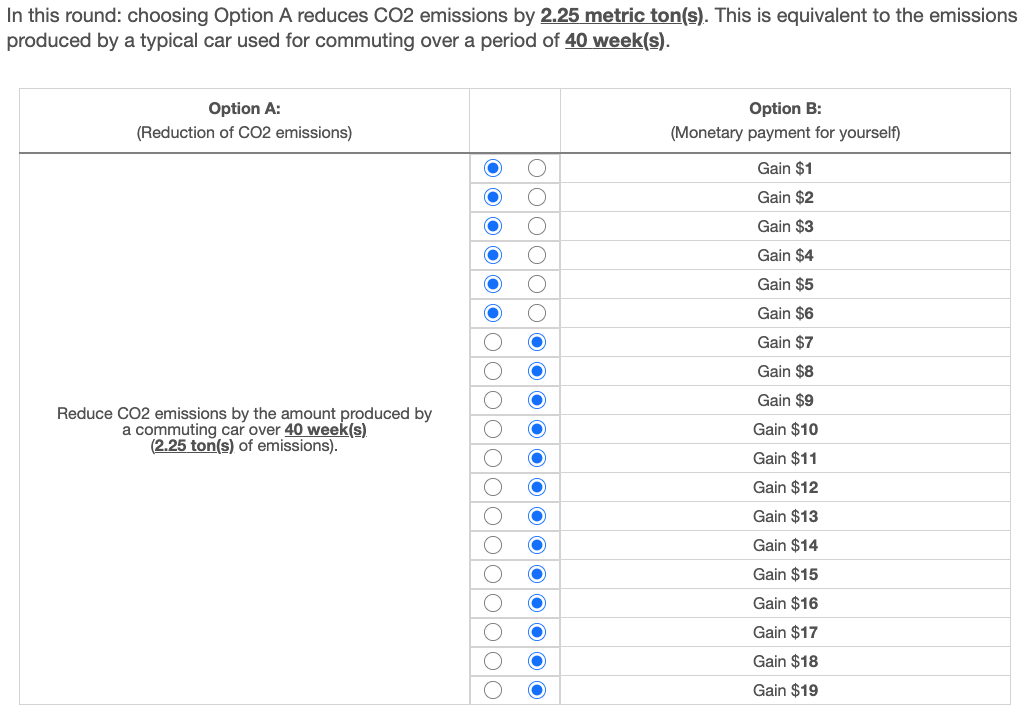 In this round: choosing Option A reduces CO2 emissions by 2.25 metric ton(s). This is equivalent to the emissions
produced by a typical car used for commuting over a period of 40 week(s).
Option A:
(Reduction of CO2 emissions)
Option B:
(Monetary payment for yourself)
Reduce CO2 emissions by the amount produced by
a commuting car over 40 week(s)
(2.25 ton(s) of emissions).
Gain $1
Gain $2
Gain $3
Gain $4
Gain $5
Gain $6
Gain $7
Gain $8
Gain $9
Gain $10
Gain $11
Gain $12
Gain $13
Gain $14
Gain $15
Gain $16
Gain $17
Gain $18
Gain $19